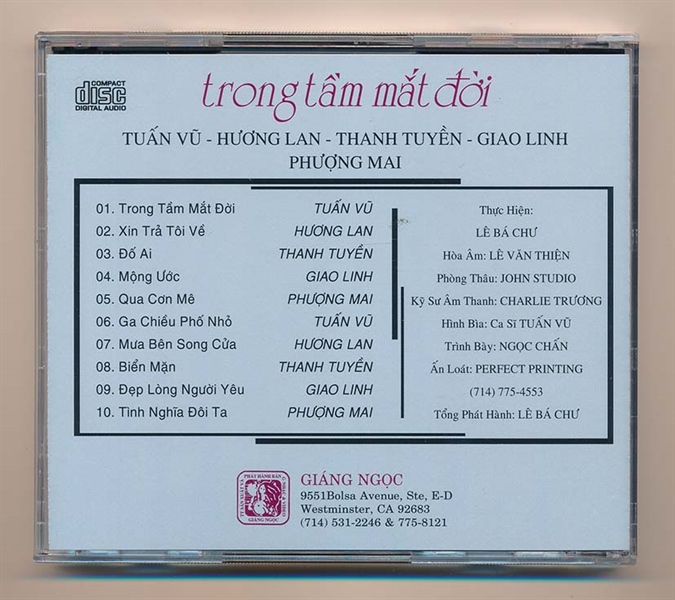 COMPACT
disc
DIGITAL AUDIO
trong tầm mắt đời
TUẤN VŨ - HƯƠNG LAN - THANH TUYỀN - GIAO LINH
PHƯỢNG MAI
01. Trong Tầm Mắt Đời TUẤN VŨ
02. Xin Trả Tôi Về HƯƠNG LAN
03. Đố Ai THANH TUYỀN
04. Mộng Ước GIAO LINH
05. Qua Cơn Mê PHƯỢNG MAI
06. Ga Chiều Phố Nhỏ TUẤN VŨ
07. Mưa Bên Song Cửa HƯƠNG LAN
08. Biển Mặn THANH TUYỀN
09. Đẹp Lòng Người Yêu GIAO LINH
10. Tình Nghĩa Đôi Ta PHƯỢNG MAI
Thực Hiện:
LÊ BÁ CHƯ
Hòa Âm: LÊ VĂN THIỆN
Phòng Thâu: JOHN STUDIO
Kỹ Sư Âm Thanh: CHARLIE TRƯƠNG
Hình Bìa: Ca Sĩ TUẤN VŨ
Trình Bày: NGỌC CHẤN
Ấn Loát: PERFECT PRINTING
(714) 775-4553
Tổng Phát Hành: LÊ BÁ CHƯ
GIÁNG NGỌC
GIÁNG NGỌC
9551Bolsa Avenue, Ste, E-D
Westminster, CA 92683
(714) 531-2246 & 775-8121